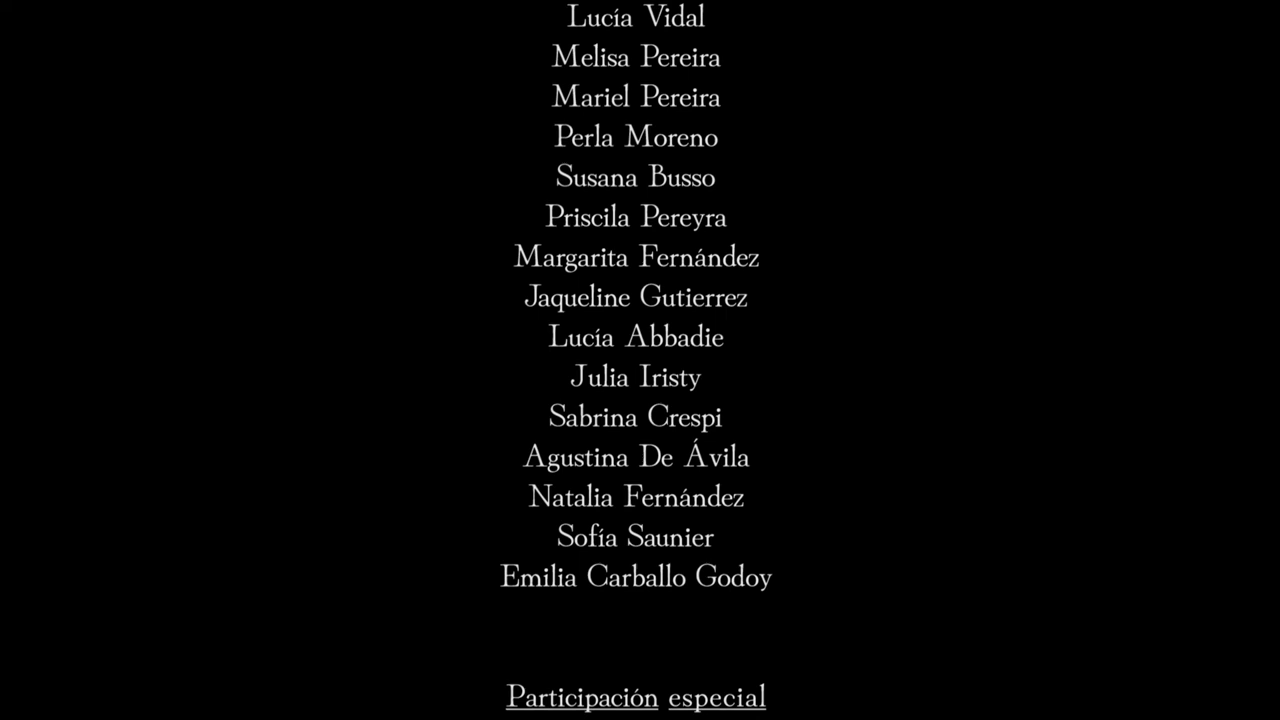 Lucía Vidal
Melisa Pereira
Mariel Pereira
Perla Moreno
Susana Busso
Priscila Pereyra
Margarita Fernández
Jaqueline Gutierrez
Lucía Abbadie
Julia Iristy
Sabrina Crespi
Agustina De Ávila
Natalia Fernández
Sofía Saunier
Emilia Carballo Godoy
Participación especial